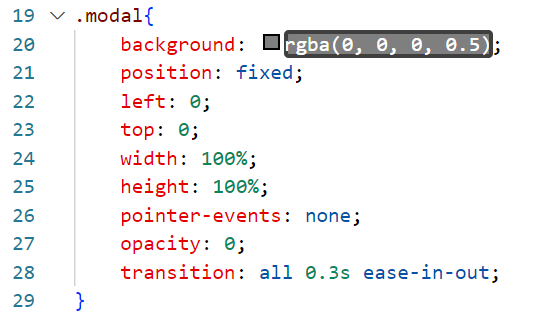 19 .modal{
20 background: rgba(0, 0, 0, 0.5);
21 position: fixed;
22 left: 0;
23 top: 0;
24 width: 100%;
25 height: 100%;
26 pointer-events: none;
27 opacity: 0;
28 transition: all 0.3s ease-in-out;
29 }